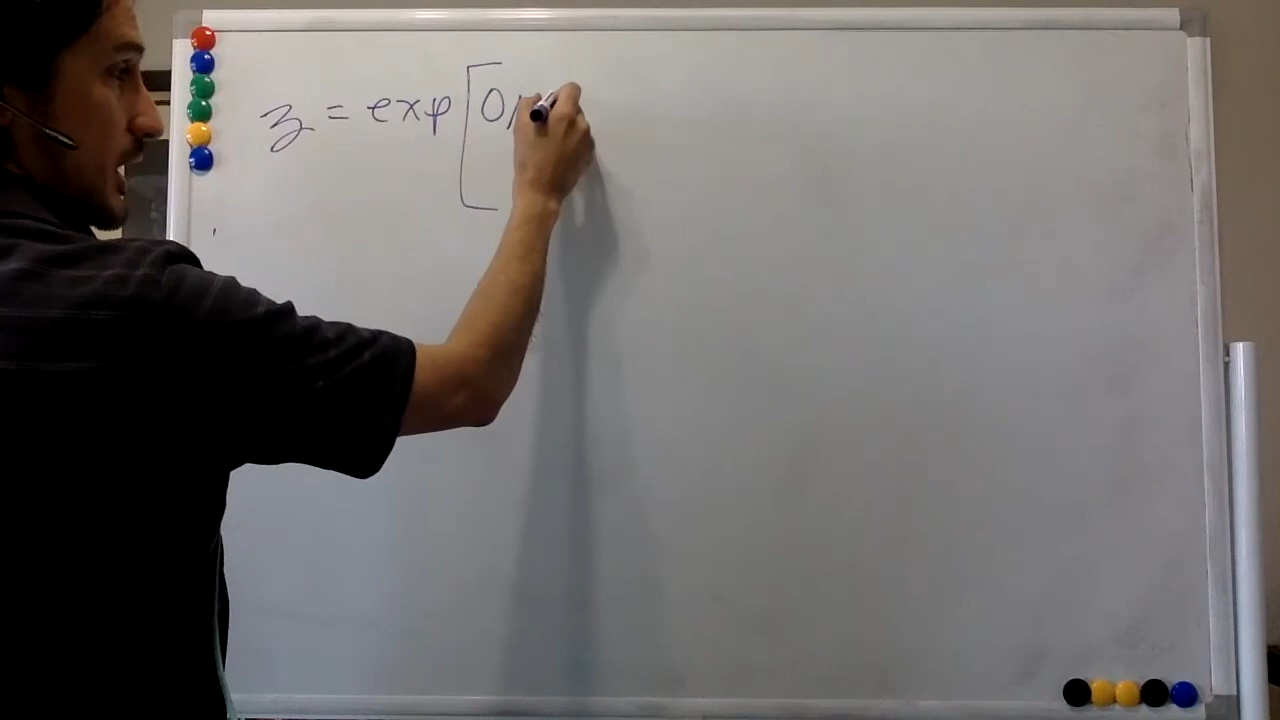 z = exp [ 0